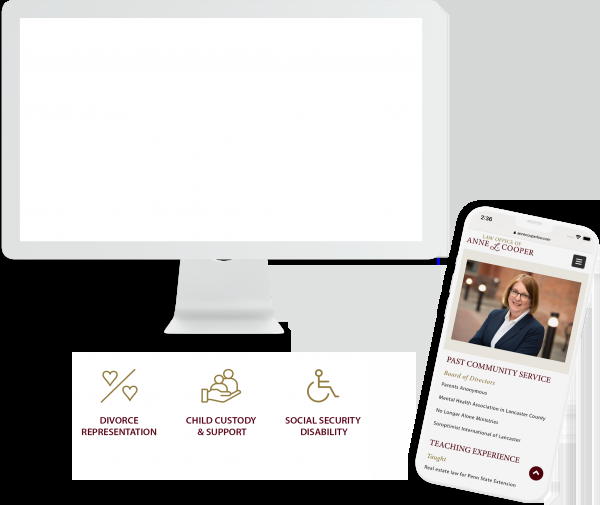 2:36
annecooperlaw.com
LAW OFFICE OF
ANNE L COOPER
PAST COMMUNITY SERVICE
Board of Directors
Parents Anonymous
Mental Health Association in Lancaster County
No Longer Alone Ministries
Soroptimist International of Lancaster
TEACHING EXPERIENCE
Taught
Real estate law for Penn State Extension
DIVORCE
REPRESENTATION
CHILD CUSTODY
& SUPPORT
SOCIAL SECURITY
DISABILITY